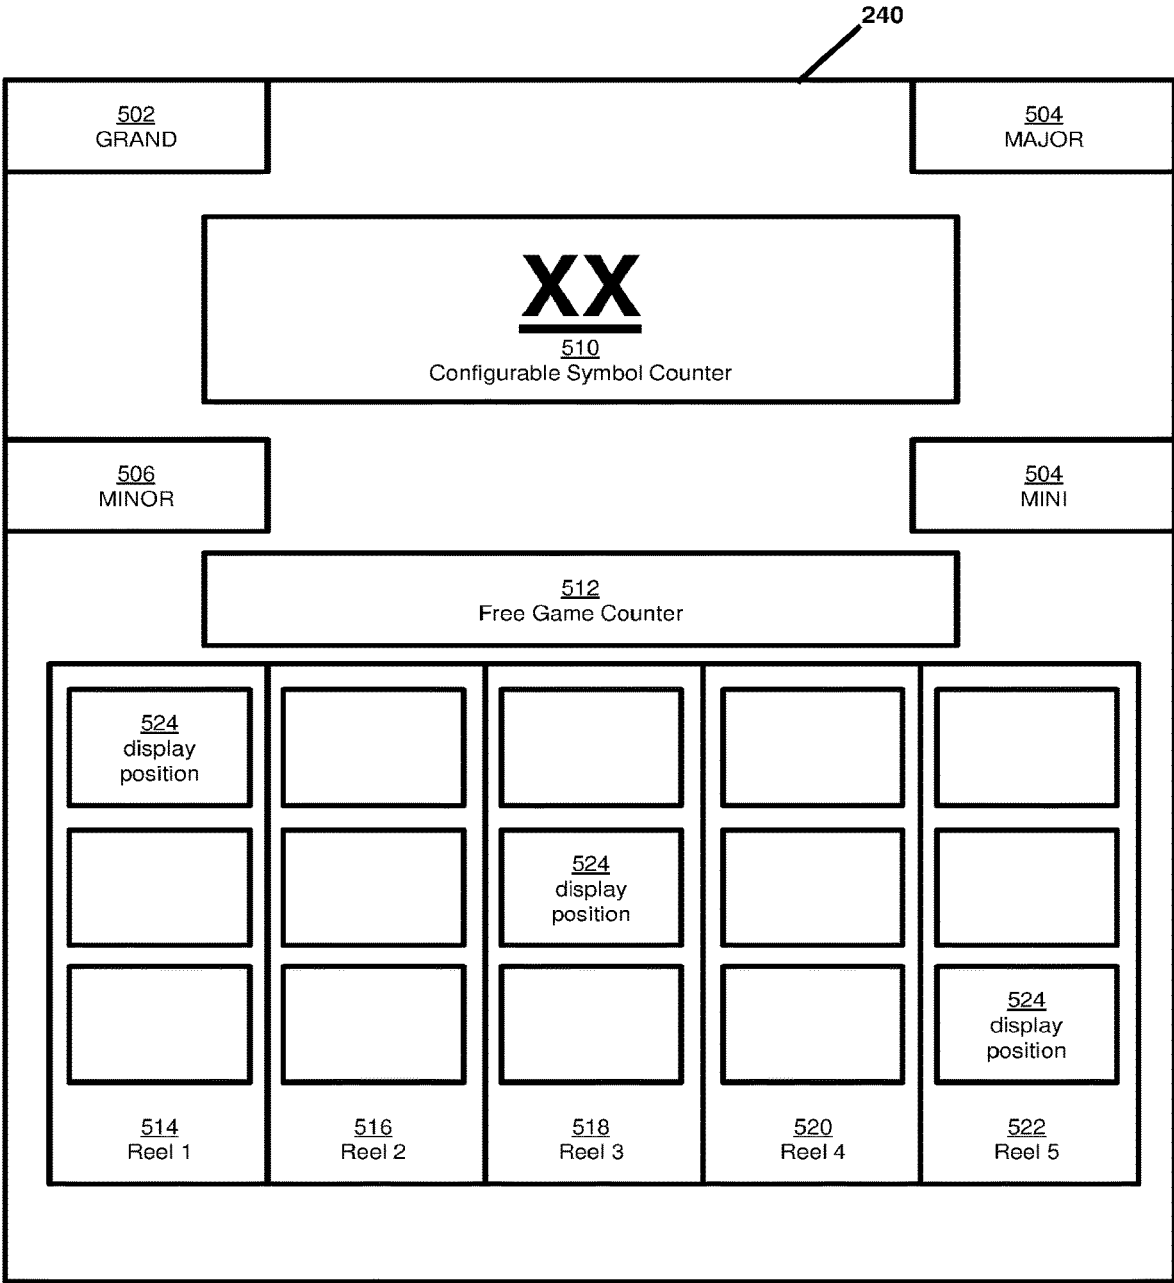 240
502
GRAND
504
MAJOR
XX
510
Configurable Symbol Counter
506
MINOR
504
MINI
512
Free Game Counter
524
display
position
524
display
position
524
display
position
514
Reel 1
516
Reel 2
518
Reel 3
520
Reel 4
522
Reel 5